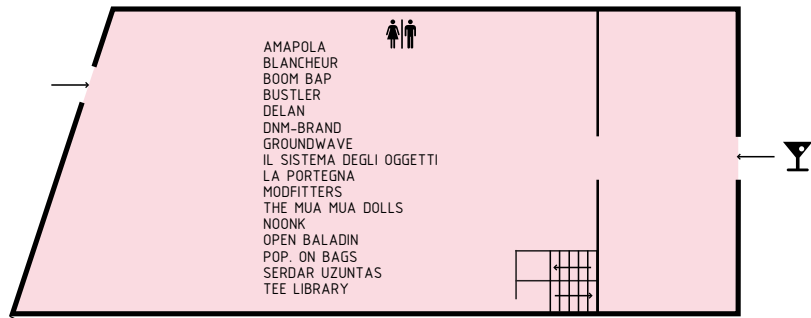 AMAPOLA
BLANCHEUR
BOOM BAP
BUSTLER
DELAN
DNM-BRAND
GROUNDWAVE
IL SISTEMA DEGLI OGGETTI
LA PORTEGNA
MODFITTERS
THE MUA MUA DOLLS
NOONK
OPEN BALADIN
POP. ON BAGS
SERDAR UZUNTAS
TEE LIBRARY